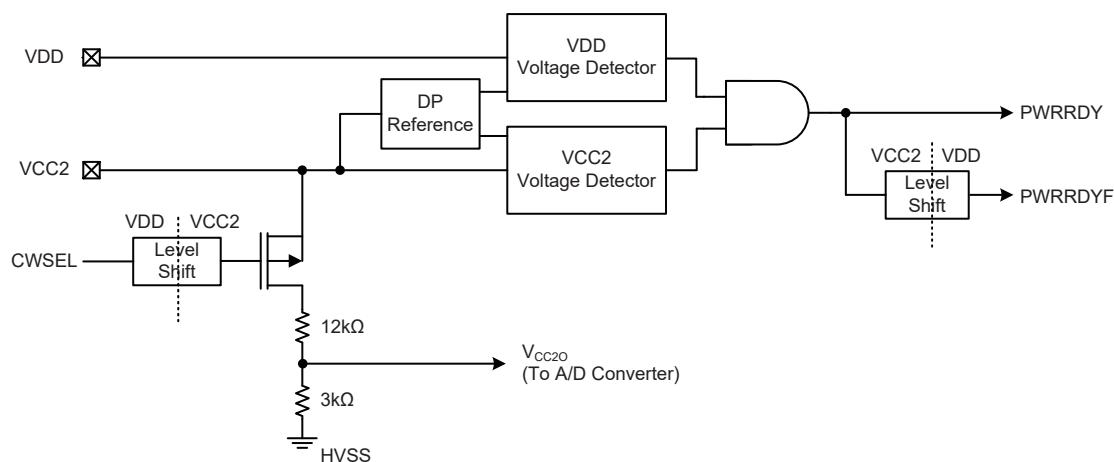 VDD
VDD
Voltage Detector
DP
Reference
PWRRDY
VCC2
VCC2
Voltage Detector
VCC2 VDD
Level
Shift
PWRRDYF
VDD VCC2
CWSEL
Level
Shift
12kΩ
VCC2O
(To A/D Converter)
3kΩ
HVSS